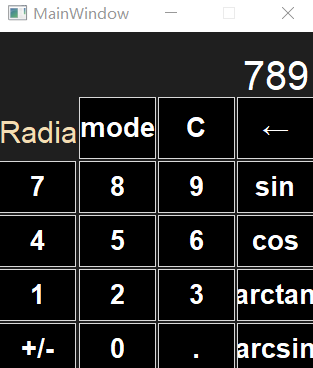 MainWindow
789
Radia mode C ←
7 8 9 sin
4 5 6 cos
1 2 3 arctan
+/- 0 . arcsin